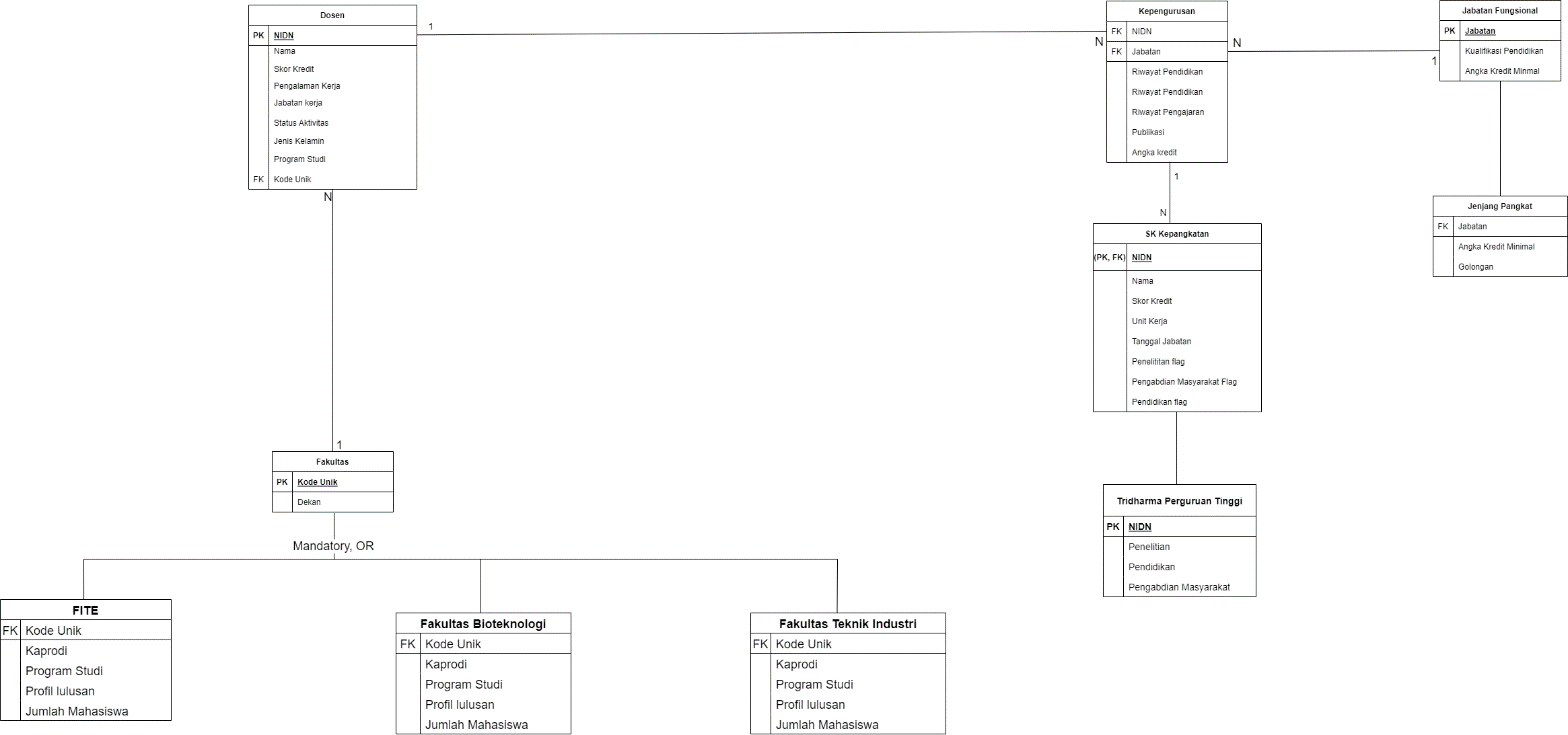 Dosen
PK NIDN
Nama
Skor Kredit
Pengalaman Kerja
Jabatan kerja
Status Aktivitas
Jenis Kelamin
Program Studi
FK Kode Unik
1
N
Kepengurusan
FK NIDN
FK Jabatan
Riwayat Pendidikan
Riwayat Pendidikan
Riwayat Pengajaran
Publikasi
Angka kredit
N
1
Jabatan Fungsional
PK Jabatan
Kualifikasi Pendidikan
Angka Kredit Minmal
Jenjang Pangkat
FK Jabatan
Angka Kredit Minimal
Golongan
1
N
SK Kepangkatan
(PK, FK) NIDN
Nama
Skor Kredit
Unit Kerja
Tanggal Jabatan
Penelititan flag
Pengabdian Masyarakat Flag
Pendidikan flag
Tridharma Perguruan Tinggi
PK NIDN
Penelitian
Pendidikan
Pengabdian Masyarakat
N
1
Fakultas
PK Kode Unik
Dekan
Mandatory, OR
FITE
FK Kode Unik
Kaprodi
Program Studi
Profil lulusan
Jumlah Mahasiswa
Fakultas Bioteknologi
FK Kode Unik
Kaprodi
Program Studi
Profil lulusan
Jumlah Mahasiswa
Fakultas Teknik Industri
FK Kode Unik
Kaprodi
Program Studi
Profil lulusan
Jumlah Mahasiswa